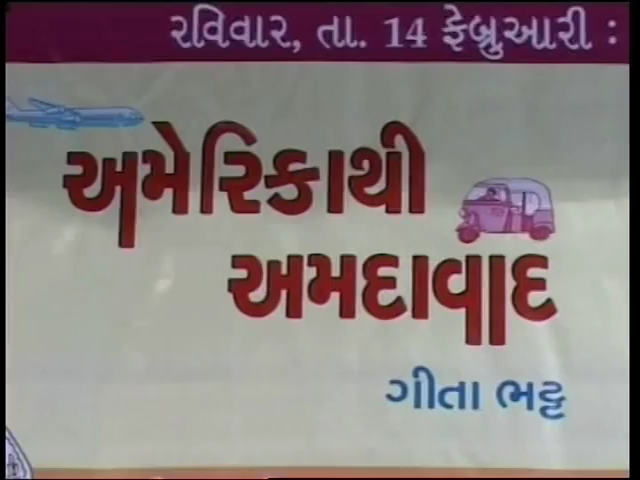 રવિવાર, તા. 14 ફેબ્રુઆરી :
અમેરિકાથી
અમદાવાદ
ગીતા ભટ્ટ